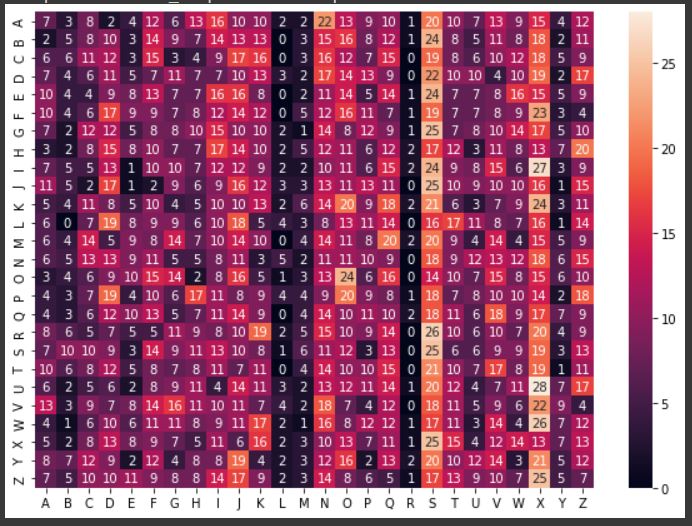 A 7 3 8 2 4 12 6 13 16 10 10 2 2 22 13 9 10 1 20 10 7 13 9 15 4 12
B 2 5 8 10 3 14 9 7 14 13 13 0 3 15 16 8 12 1 24 8 5 11 8 18 2 11
C 6 6 11 12 3 15 3 4 9 17 16 0 3 16 12 7 15 0 19 8 6 10 12 18 5 9
D 7 4 6 11 5 7 11 7 7 10 13 3 2 17 14 13 9 0 22 10 10 4 10 19 2 17
E 10 4 4 9 8 13 7 7 16 16 8 0 2 11 14 5 14 1 24 7 7 8 16 15 5 9
F 10 4 6 17 9 9 7 8 12 14 12 0 5 12 16 11 7 1 19 7 7 8 9 23 3 4
G 7 2 12 12 5 8 8 10 15 10 10 2 1 14 8 12 9 1 25 7 8 10 14 17 5 10
H 3 2 8 15 8 10 7 7 17 14 10 2 5 12 11 6 12 2 17 12 3 11 8 13 7 20
I 7 5 5 13 1 10 10 7 12 12 9 2 2 10 11 6 15 2 24 9 8 15 6 27 3 9
J 11 5 2 17 1 2 9 6 9 16 12 3 3 11 13 11 13 0 25 10 9 10 10 16 1 15
K 5 4 11 8 5 10 4 5 10 10 13 2 6 14 20 9 18 2 21 6 3 7 9 24 3 11
L 6 0 7 19 8 9 9 6 10 18 5 4 3 8 13 11 14 0 16 17 11 8 7 16 1 14
M 6 4 14 5 9 8 14 7 10 14 10 0 4 14 11 8 20 2 20 9 4 14 4 15 5 9
N 6 5 13 13 9 11 5 5 8 11 3 5 2 11 11 10 9 0 18 9 12 13 12 18 6 15
O 3 4 6 9 10 15 14 2 8 16 5 1 3 13 24 6 16 0 14 10 7 15 8 19 5 10
P 4 3 7 19 4 10 6 17 11 8 9 4 4 9 20 9 8 1 18 7 8 10 10 14 2 18
Q 4 3 6 12 10 13 5 7 11 14 9 0 4 14 10 11 10 2 18 11 6 18 9 17 7 9
R 8 6 5 7 5 5 11 9 8 10 19 2 5 15 10 9 14 0 26 10 6 10 7 20 4 9
S 7 10 10 9 3 14 9 11 13 10 8 1 6 11 12 3 13 0 25 6 6 9 9 19 3 13
T 10 6 8 12 5 8 7 8 11 7 11 0 4 14 10 10 15 0 21 10 7 17 8 19 1 11
U 6 2 5 6 2 8 9 11 4 14 11 3 2 13 12 11 14 1 20 12 4 7 11 28 7 17
V 13 3 9 7 8 14 16 11 10 11 7 4 2 18 7 4 12 0 18 11 5 9 6 22 9 4
W 4 1 6 10 6 11 11 8 9 11 17 2 1 16 8 12 12 1 17 11 3 14 4 26 7 12
X 5 2 8 13 8 9 7 5 11 6 16 2 3 10 13 7 11 1 25 15 4 12 14 13 7 13
Y 8 7 12 9 2 12 4 8 8 19 4 2 3 12 16 2 13 2 20 10 12 14 3 21 5 12
Z 7 5 10 10 11 9 8 8 14 17 9 2 3 14 8 6 5 1 17 13 9 10 7 25 5 12
A B C D E F G H I J K L M N O P Q R S T U V W X Y Z
25
20
15
10
5
0